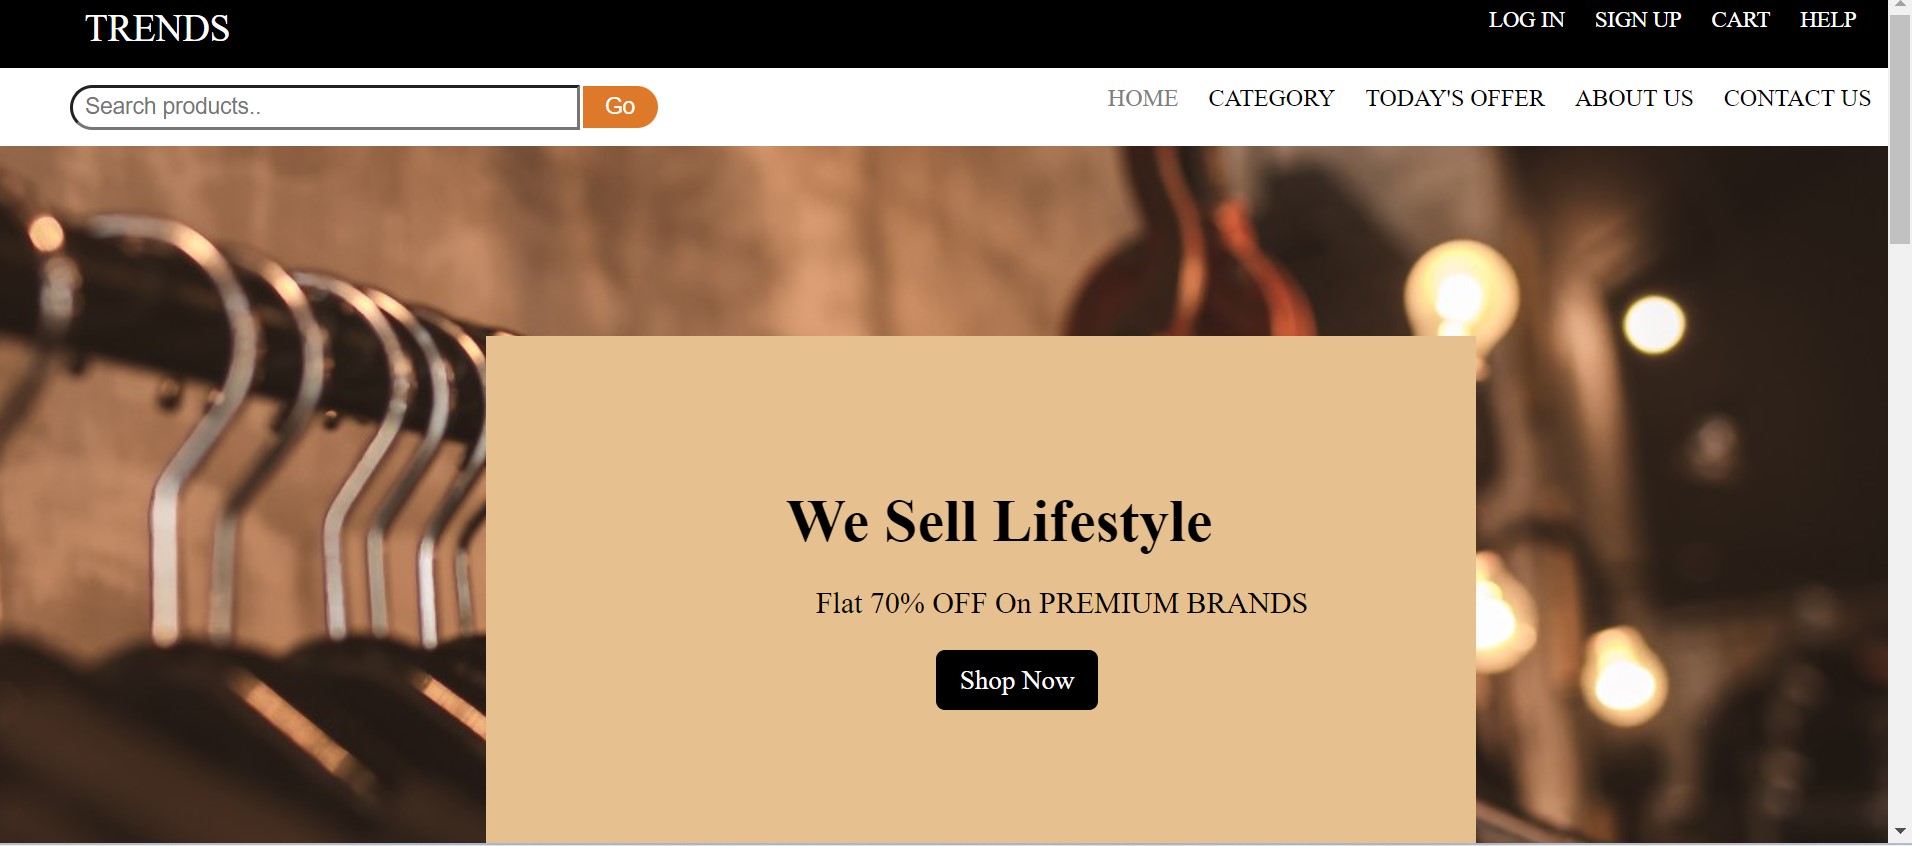 TRENDS LOG IN SIGN UP CART HELP
Search products.. Go HOME CATEGORY TODAY'S OFFER ABOUT US CONTACT US
We Sell Lifestyle
Flat 70% OFF On PREMIUM BRANDS
Shop Now